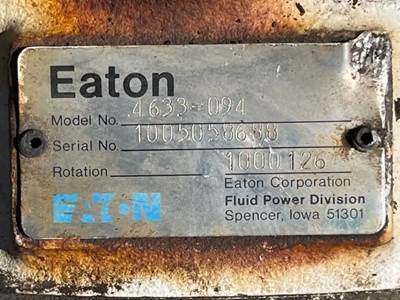 Eaton
Model No. 4633-094
Serial No. 1005058688
Rotation 1000126
Eaton Corporation
EATON Fluid Power Division
Spencer, Iowa 51301